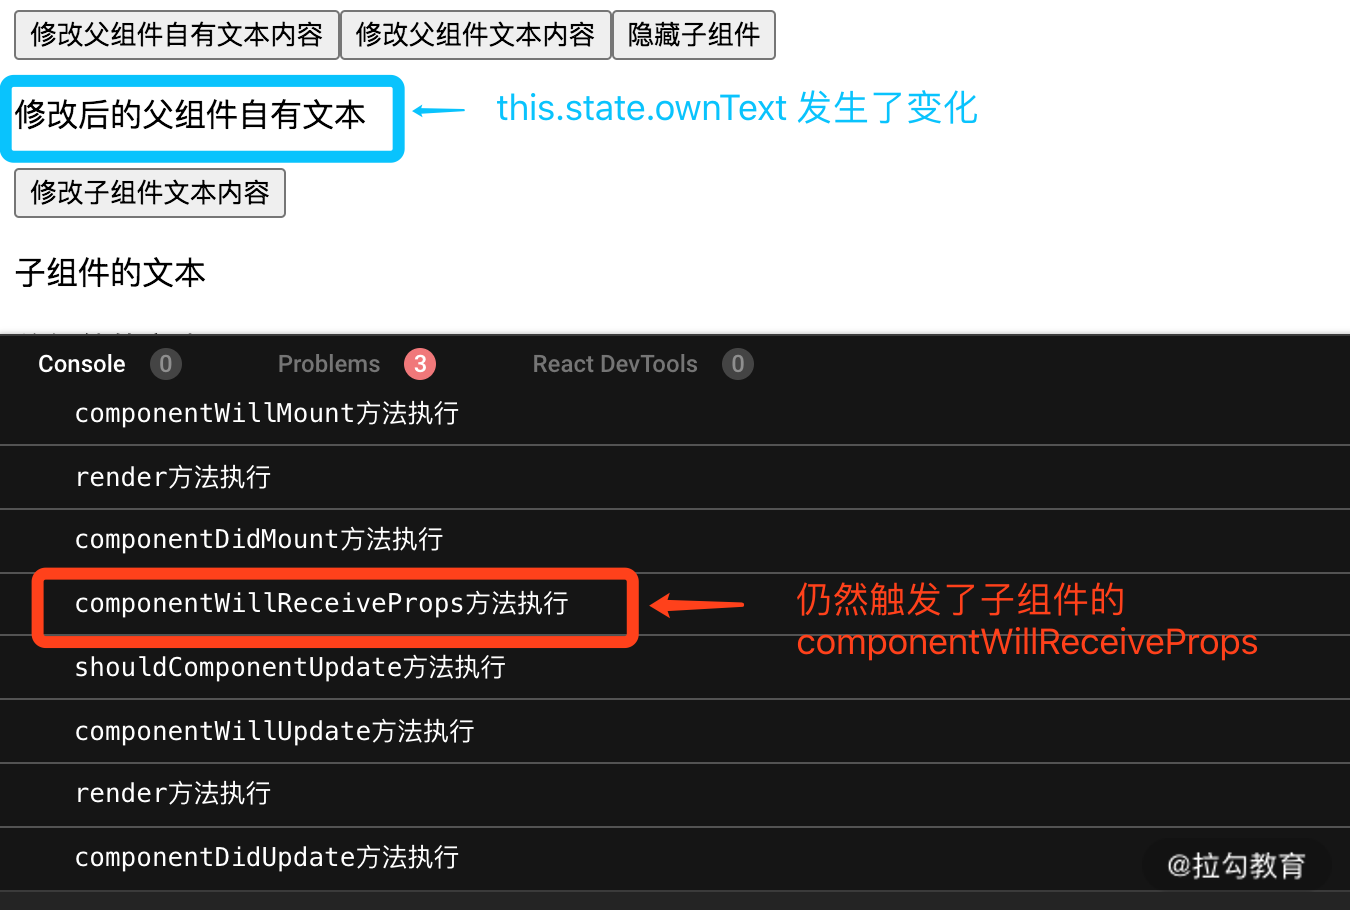 修改父组件自有文本内容 修改父组件文本内容 隐藏子组件
修改后的父组件自有文本
this.state.ownText 发生了变化
修改子组件文本内容
子组件的文本
Console 0 Problems 3 React DevTools 0
componentWillMount方法执行
render方法执行
componentDidMount方法执行
componentWillReceiveProps方法执行
仍然触发了子组件的
componentWillReceiveProps
shouldComponentUpdate方法执行
componentWillUpdate方法执行
render方法执行
componentDidUpdate方法执行
@拉勾教育